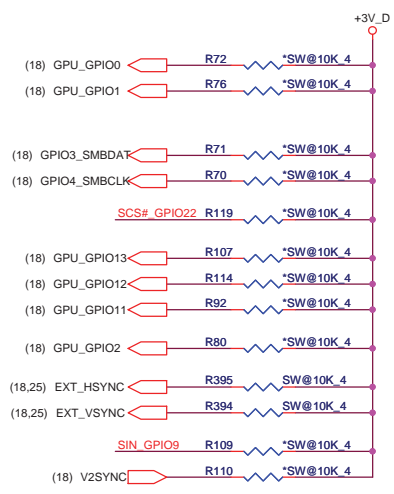 +3V_D
(18) GPU_GPIO0 R72 *SW@10K_4
(18) GPU_GPIO1 R76 *SW@10K_4
(18) GPIO3_SMBDAT R71 *SW@10K_4
(18) GPIO4_SMBCLK R70 *SW@10K_4
SCS#_GPIO22 R119 *SW@10K_4
(18) GPU_GPIO13 R107 *SW@10K_4
(18) GPU_GPIO12 R114 *SW@10K_4
(18) GPU_GPIO11 R92 *SW@10K_4
(18) GPU_GPIO2 R80 *SW@10K_4
(18,25) EXT_HSYNC R395 SW@10K_4
(18,25) EXT_VSYNC R394 SW@10K_4
SIN_GPIO9 R109 *SW@10K_4
(18) V2SYNC R110 *SW@10K_4